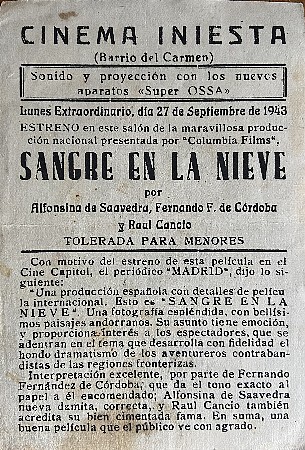 CINEMA INIESTA
(Barrio del Carmen)
Sonido y proyección con los nuevos
aparatos «Super OSSA»
Lunes Extraordinario, día 27 de Septiembre de 1943
ESTRENO en este salón de la maravillosa produc-
ción nacional presentada por "Columbia Films",
SANGRE EN LA NIEVE
por
Alfonsina de Saavedra, Fernando F. de Córdoba
y Raul Cancio
TOLERADA PARA MENORES
Con motivo del estreno de esta película en el
Cine Capitol, el periódico "MADRID", dijo lo si-
guiente:
"Una producción española con detalles de pelícu-
la internacional. Esto es "SANGRE EN LA
NIEVE". Una fotografía espléndida, con bellísi-
mos paisajes andorranos. Su asunto tiene emoción,
y proporciona interés a los espectadores, que se
adentran en el tema que desarrolla con fidelidad el
hondo dramatismo de los aventureros contraban-
distas de las regiones fronterizas.
Interpretación excelente, por parte de Fernando
Fernández de Córdoba, que da el tono exacto al
papel a él encomendado; Alfonsina de Saavedra
nueva damita, correcta, y Raul Cancio también
acredita su bien cimentada fama. En suma, una
buena película que el público ve con agrado.